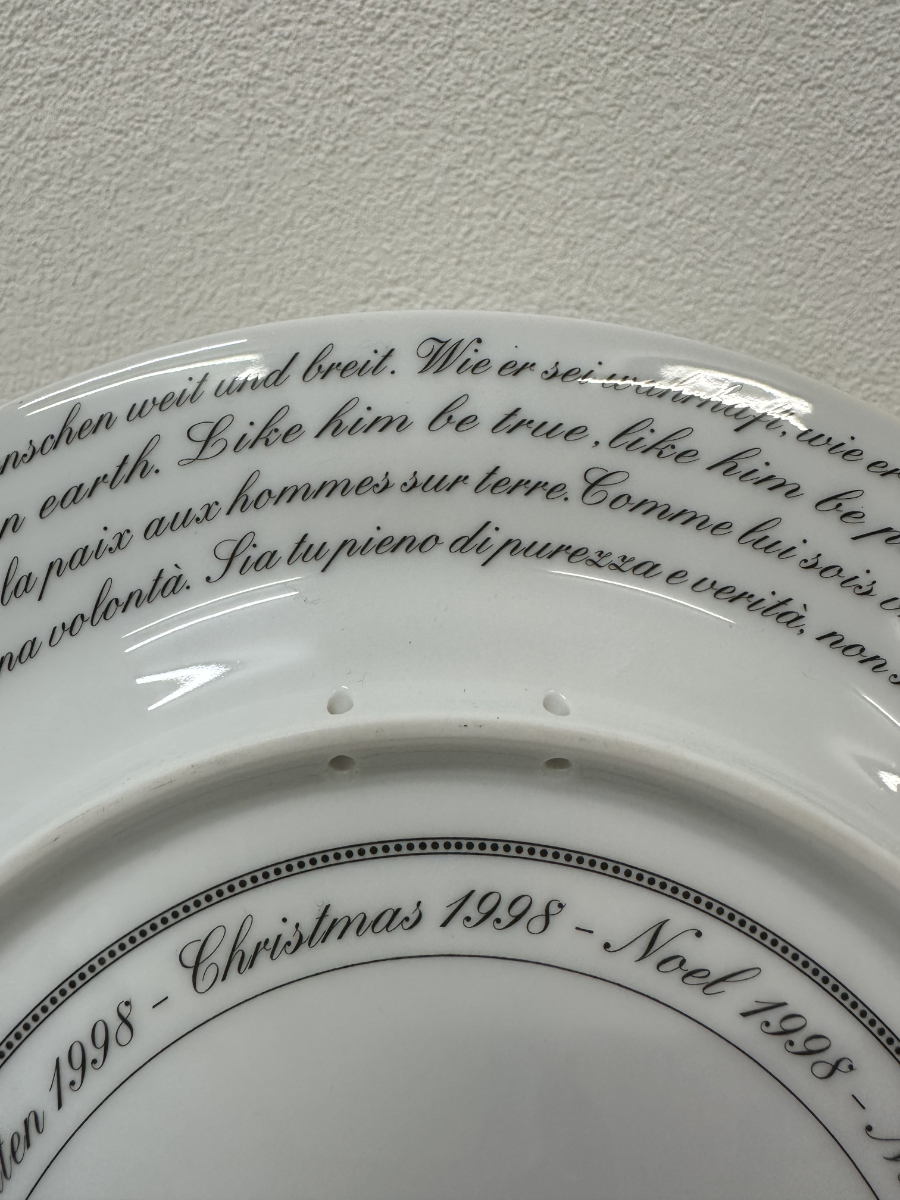 nschen weit und breit. Wie er sei wahrhaft, wie er
n earth. Like him be true, like him be p
la paix aux hommes sur terre. Comme lui sois v
na volontà. Sia tu pieno di purezza e verità, non s
ten 1998 - Christmas 1998 - Noel 1998 - N